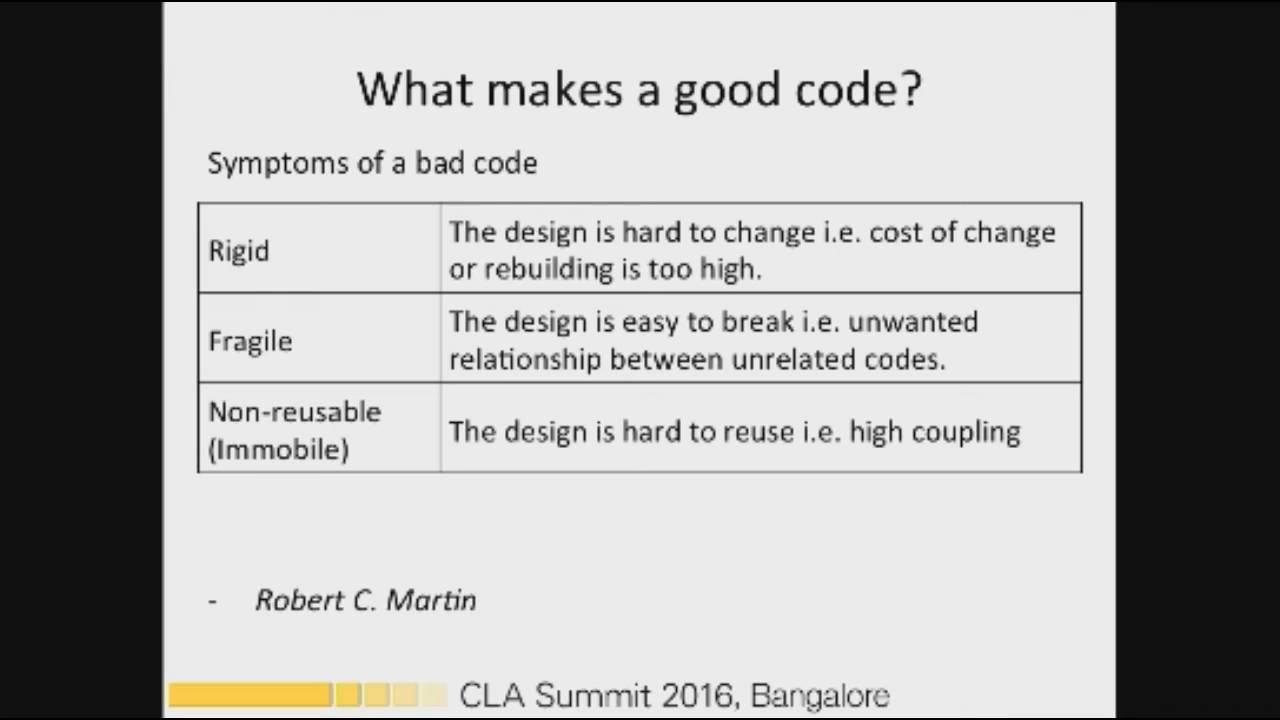 What makes a good code?
Symptoms of a bad code
Rigid
The design is hard to change i.e. cost of change
or rebuilding is too high.
Fragile
The design is easy to break i.e. unwanted
relationship between unrelated codes.
Non-reusable
(Immobile)
The design is hard to reuse i.e. high coupling
- Robert C. Martin
CLA Summit 2016, Bangalore